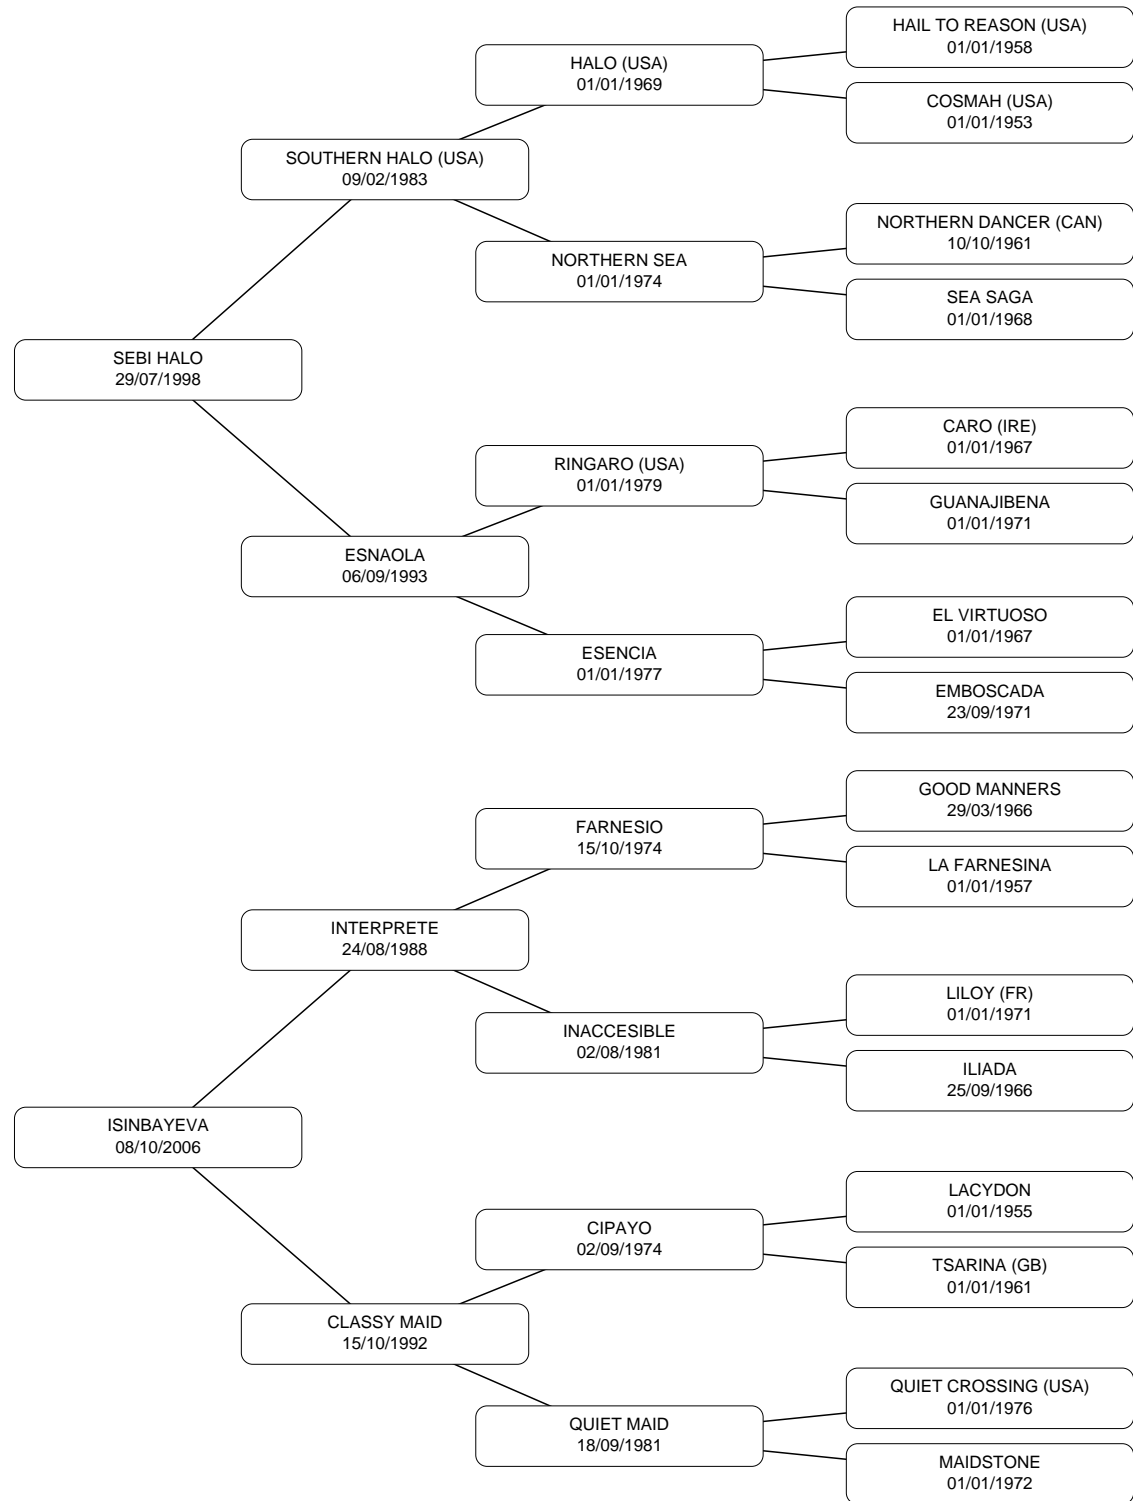 HAIL TO REASON (USA)
01/01/1958
HALO (USA)
01/01/1969
COSMAH (USA)
01/01/1953
SOUTHERN HALO (USA)
09/02/1983
NORTHERN DANCER (CAN)
10/10/1961
NORTHERN SEA
01/01/1974
SEA SAGA
01/01/1968
SEBI HALO
29/07/1998
CARO (IRE)
01/01/1967
RINGARO (USA)
01/01/1979
GUANAJIBENA
01/01/1971
ESNAOLA
06/09/1993
EL VIRTUOSO
01/01/1967
ESENCIA
01/01/1977
EMBOSCADA
23/09/1971
GOOD MANNERS
29/03/1966
FARNESIO
15/10/1974
LA FARNESINA
01/01/1957
INTERPRETE
24/08/1988
LILOY (FR)
01/01/1971
INACCESIBLE
02/08/1981
ILIADA
25/09/1966
ISINBAYEVA
08/10/2006
LACYDON
01/01/1955
CIPAYO
02/09/1974
TSARINA (GB)
01/01/1961
CLASSY MAID
15/10/1992
QUIET CROSSING (USA)
01/01/1976
QUIET MAID
18/09/1981
MAIDSTONE
01/01/1972